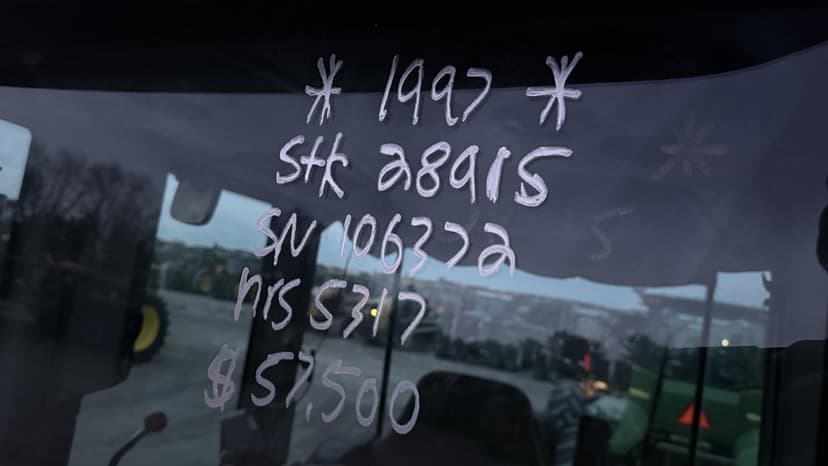 * 1997 *
Stk 28915
SN 106372
hrs 5317
$57,500